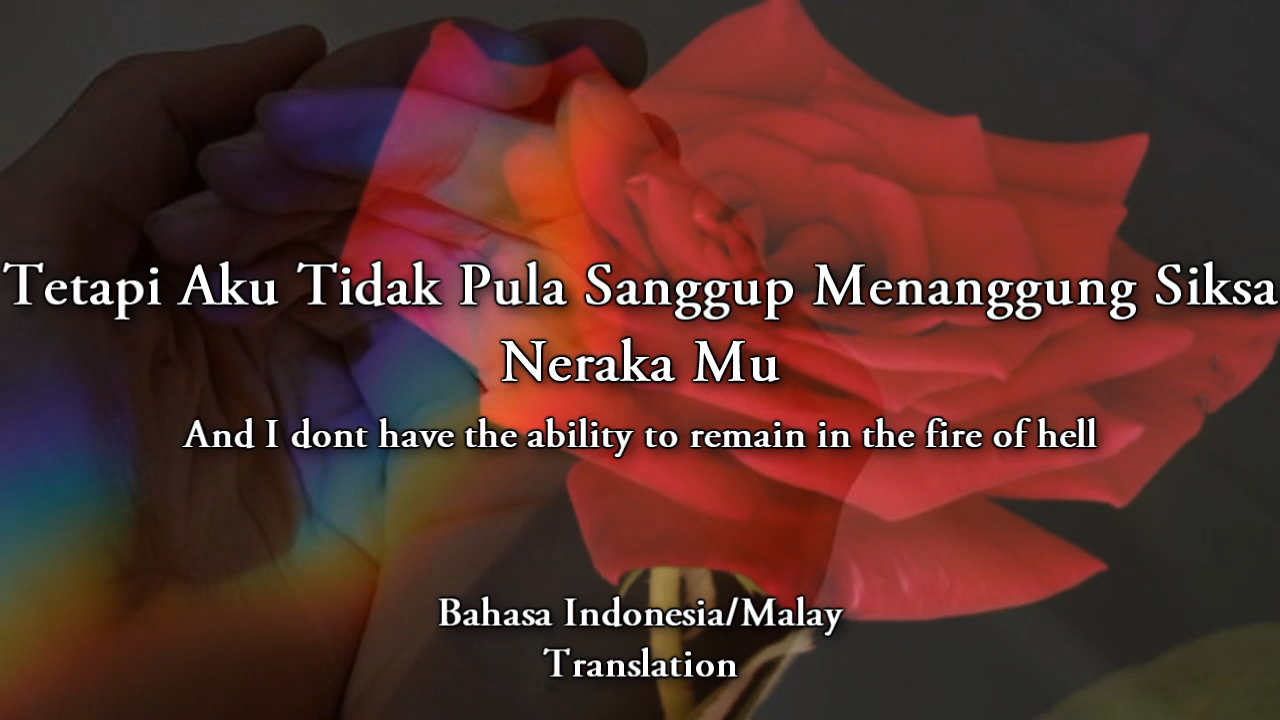 Tetapi Aku Tidak Pula Sanggup Menanggung Siksa
Neraka Mu
And I dont have the ability to remain in the fire of hell
Bahasa Indonesia/Malay
Translation